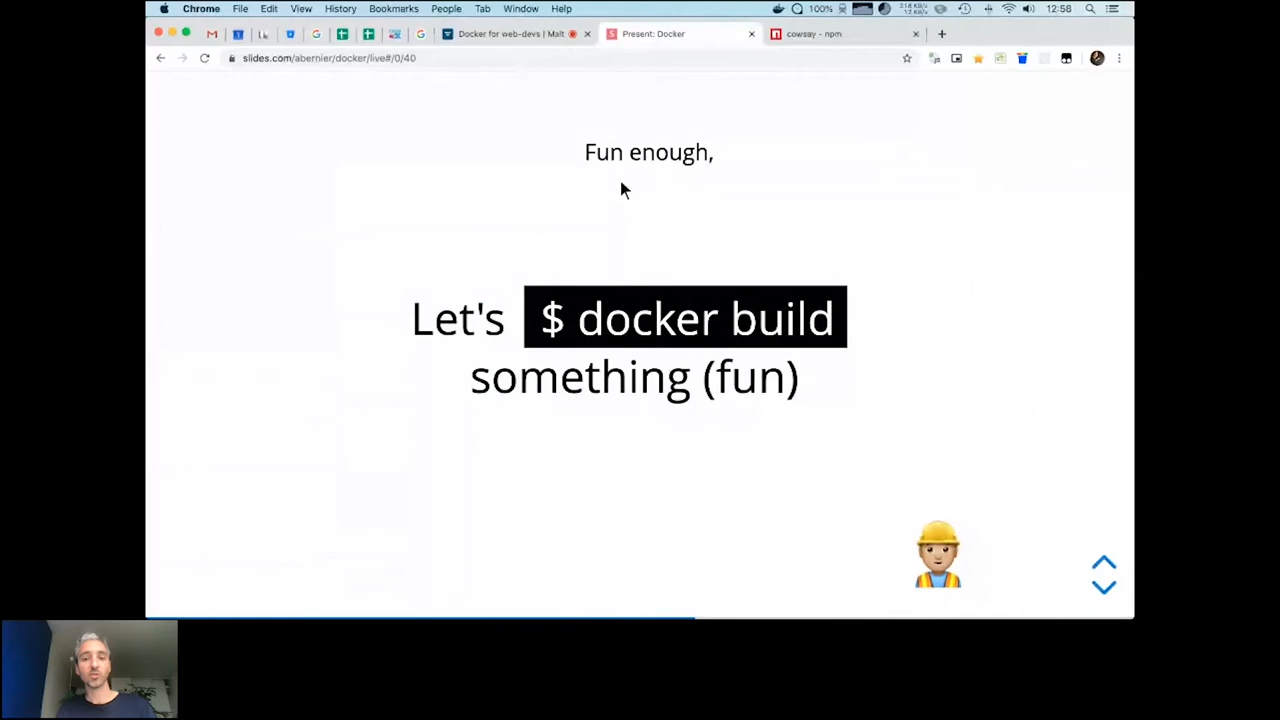 Chrome File Edit View History Bookmarks People Tab Window Help 100% 12:58
Docker for web-devs | Malt
Present: Docker
cowsay - npm
slides.com/abernier/docker/live#/0/40
Fun enough,
Let's $ docker build
something (fun)